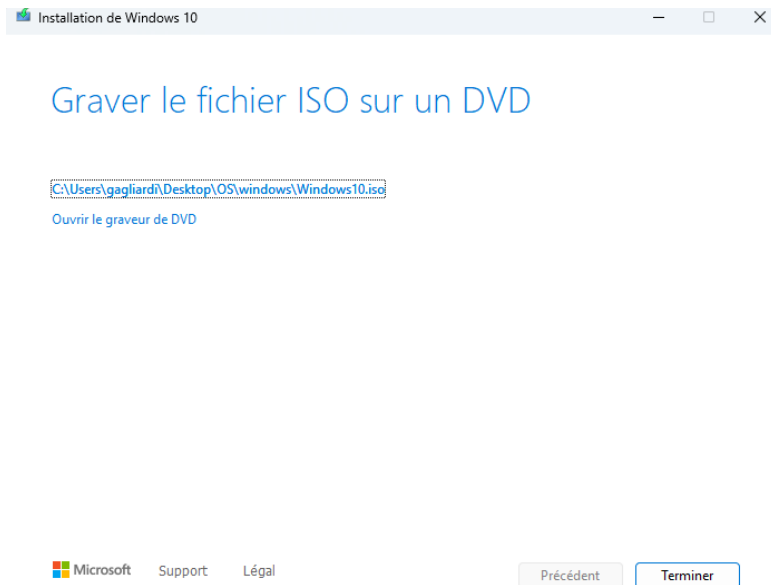 Installation de Windows 10
Graver le fichier ISO sur un DVD
C:\Users\gagliardi\Desktop\OS\windows\Windows10.iso
Ouvrir le graveur de DVD
Microsoft Support Légal Précédent Terminer